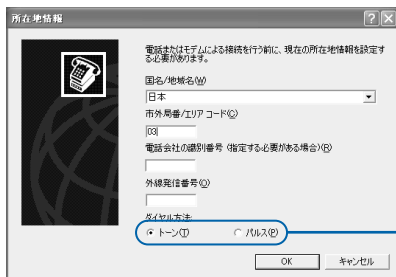 所在地情報
電話またはモデムによる接続を行う前に、現在の所在地情報を設定す
る必要があります。
国名/地域名(W)
日本
市外局番/エリア コード(C)
03
電話会社の識別番号 (指定する必要がある場合)(R)
外線発信番号(O)
ダイヤル方法:
トーン(T) パルス(P)
OK キャンセル